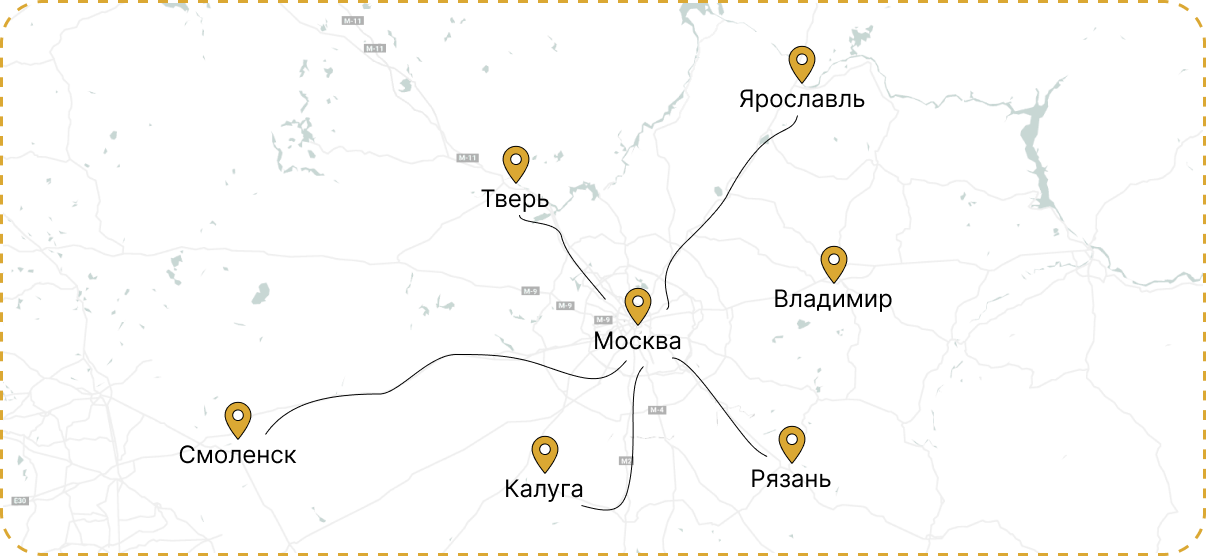 M-11
M-11
Ярославль
M-11
Тверь
Владимир
M-9
M-9
M-9
Москва
M-4
Смоленск
M2
Рязань
Калуга
E30